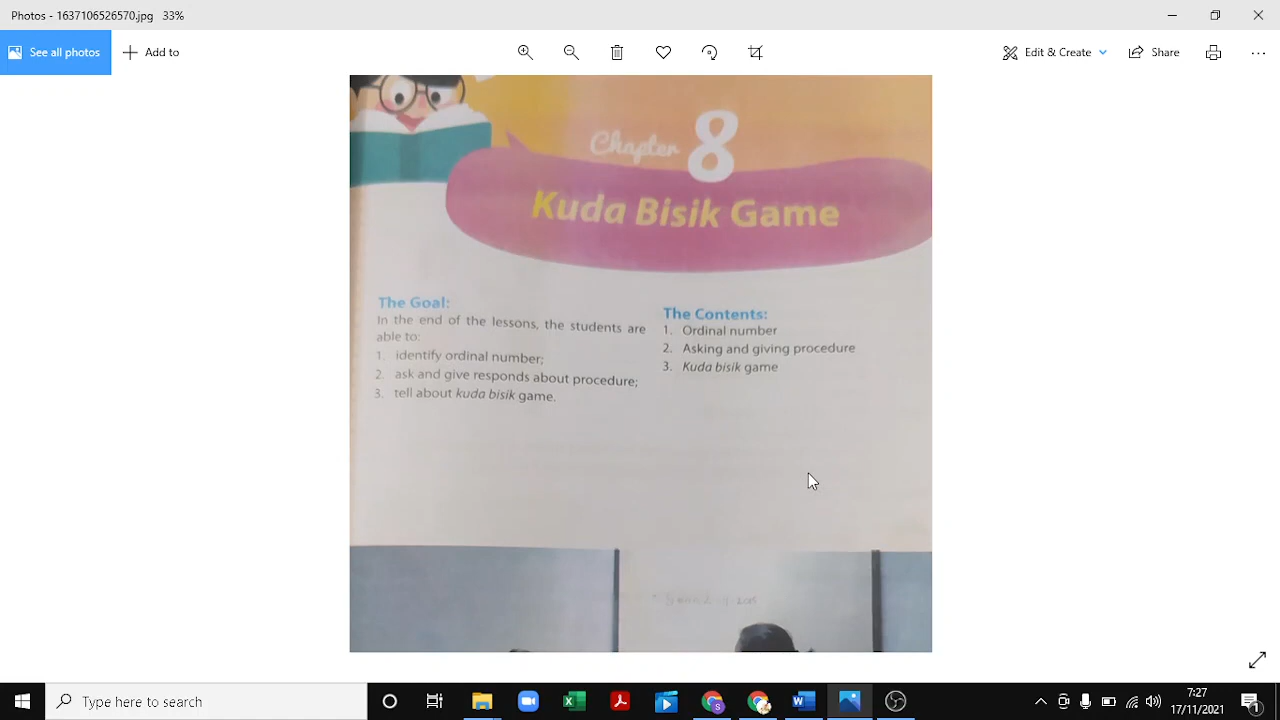 Photos - 1637106526570.jpg 33%
See all photos
Add to
Edit & Create
Share
Chapter 8
Kuda Bisik Game
The Goal:
In the end of the lessons, the students are
able to:
1. identify ordinal number;
2. ask and give responds about procedure;
3. tell about kuda bisik game.
The Contents:
1. Ordinal number
2. Asking and giving procedure
3. Kuda bisik game
Type here to search
7:27
17/11/2021